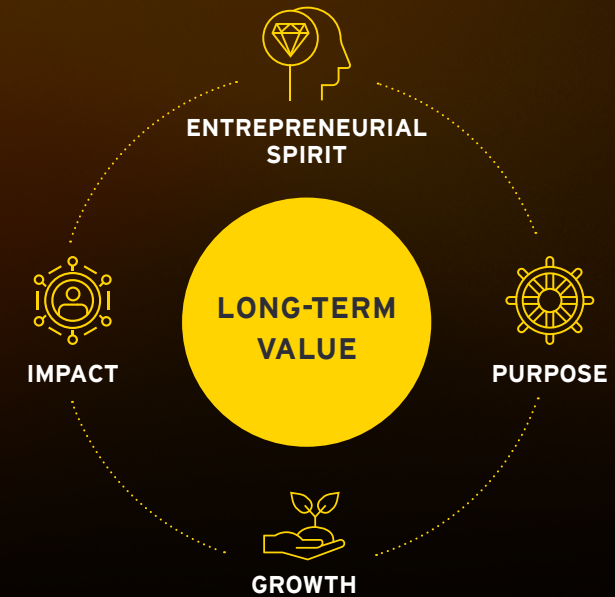 ENTREPRENEURIAL
SPIRIT
LONG-TERM
VALUE
IMPACT
PURPOSE
GROWTH